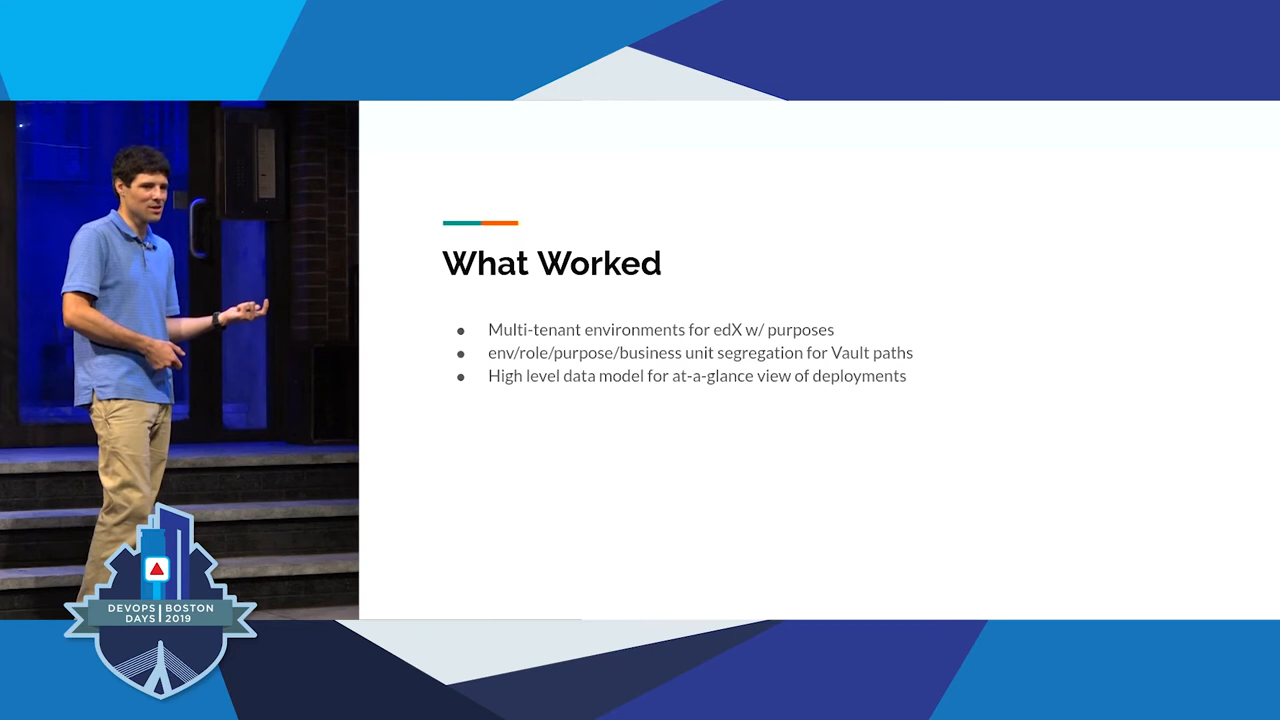 What Worked
Multi-tenant environments for edX w/ purposes
env/role/purpose/business unit segregation for Vault paths
High level data model for at-a-glance view of deployments
DEVOPS BOSTON
DAYS 2019